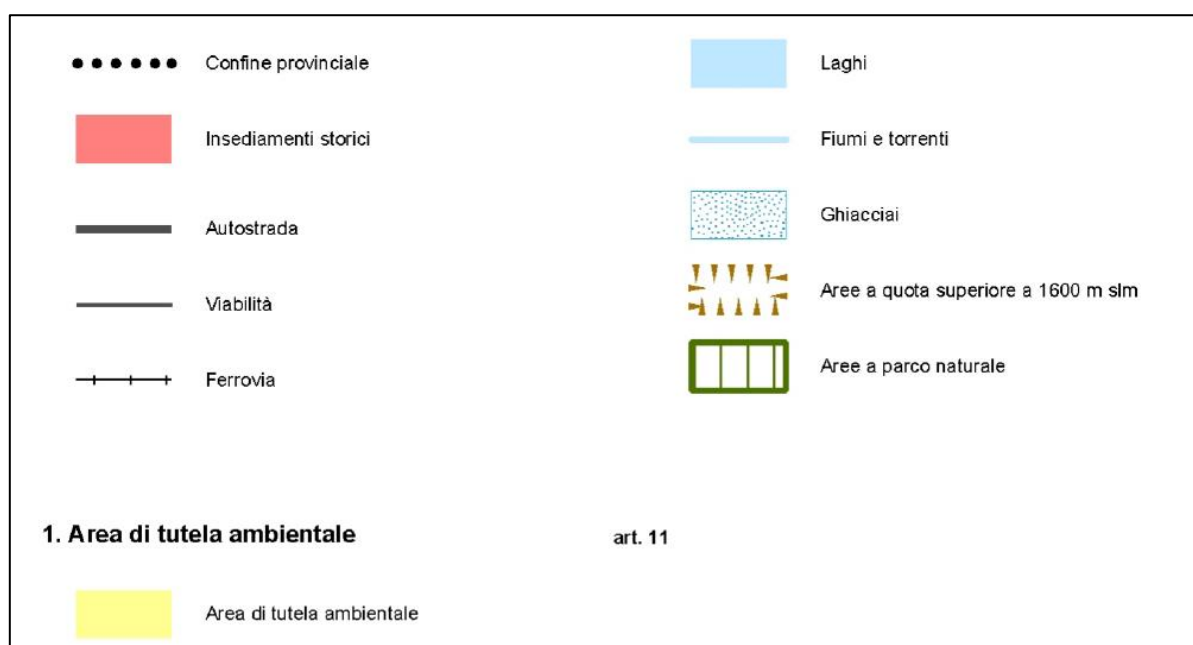 Confine provinciale
Insediamenti storici
Autostrada
Viabilità
Ferrovia
Laghi
Fiumi e torrenti
Ghiacciai
Aree a quota superiore a 1600 m slm
Aree a parco naturale
1. Area di tutela ambientale
art. 11
Area di tutela ambientale